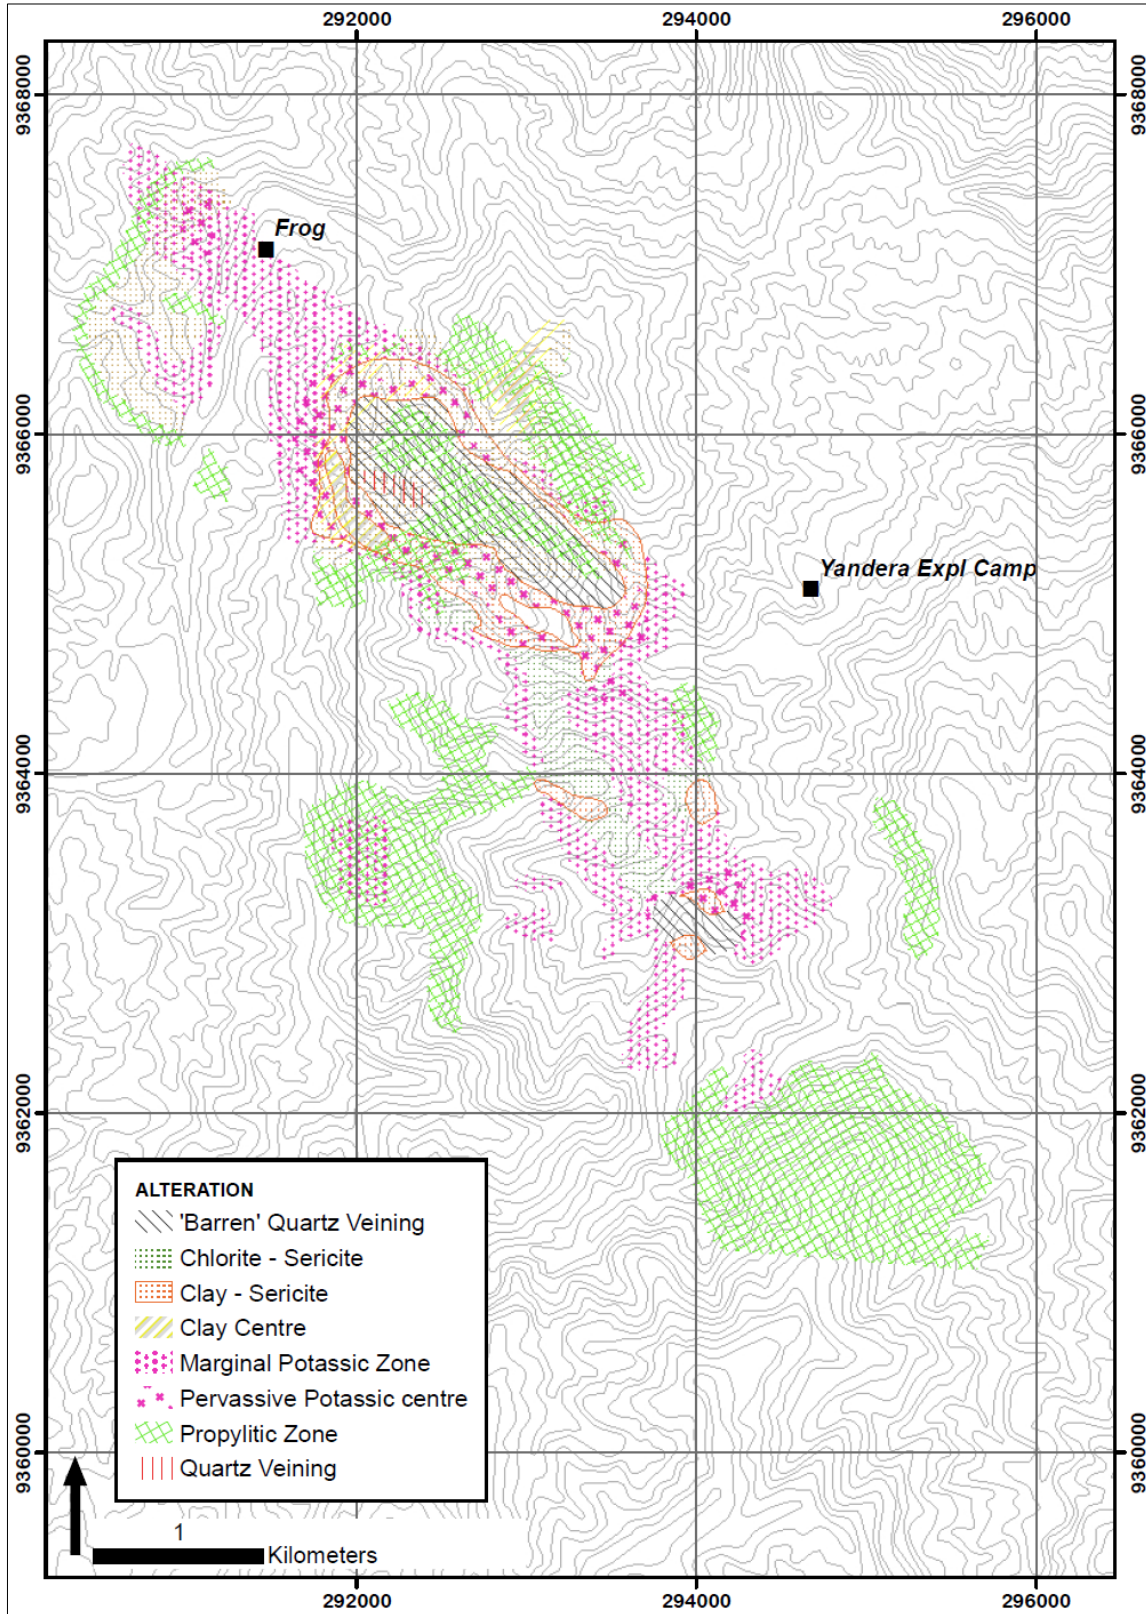 292000 294000 296000
9368000 9368000
Frog
9366000 9366000
Yandera Expl Camp
9364000 9364000
9362000 9362000
ALTERATION
'Barren' Quartz Veining
Chlorite - Sericite
Clay - Sericite
Clay Centre
Marginal Potassic Zone
Pervassive Potassic centre
Propylitic Zone
Quartz Veining
9360000 9360000
1
Kilometers
292000 294000 296000